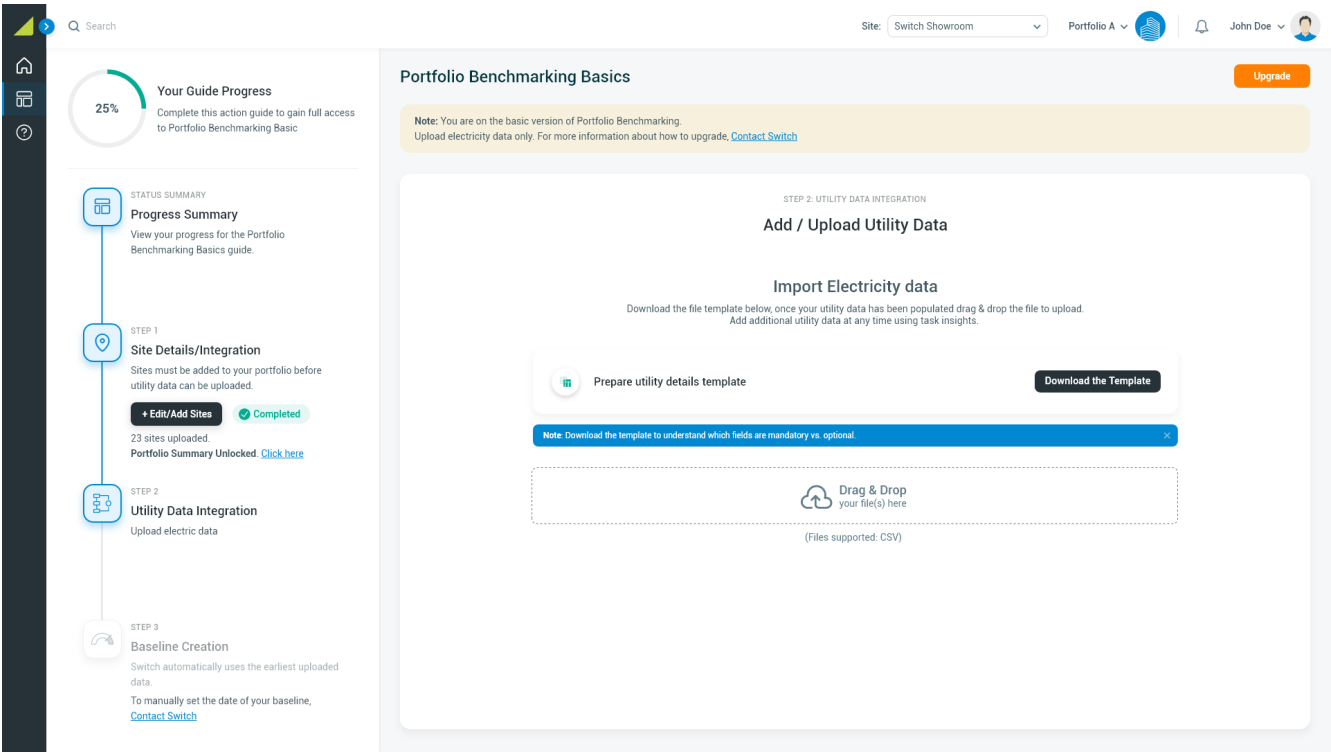 Search
Site:
Switch Showroom
Portfolio A
John Doe
25%
Your Guide Progress
Complete this action guide to gain full access
to Portfolio Benchmarking Basic
STATUS SUMMARY
Progress Summary
View your progress for the Portfolio
Benchmarking Basics guide.
STEP 1
Site Details/Integration
Sites must be added to your portfolio before
utility data can be uploaded.
+ Edit/Add Sites
Completed
23 sites uploaded.
Portfolio Summary Unlocked. Click here
STEP 2
Utility Data Integration
Upload electric data
STEP 3
Baseline Creation
Switch automatically uses the earliest uploaded
data.
To manually set the date of your baseline,
Contact Switch
Portfolio Benchmarking Basics
Upgrade
Note: You are on the basic version of Portfolio Benchmarking.
Upload electricity data only. For more information about how to upgrade, Contact Switch
STEP 2: UTILITY DATA INTEGRATION
Add / Upload Utility Data
Import Electricity data
Download the file template below, once your utility data has been populated drag & drop the file to upload.
Add additional utility data at any time using task insights.
Prepare utility details template
Download the Template
Note: Download the template to understand which fields are mandatory vs. optional.
Drag & Drop
your file(s) here
(Files supported: CSV)